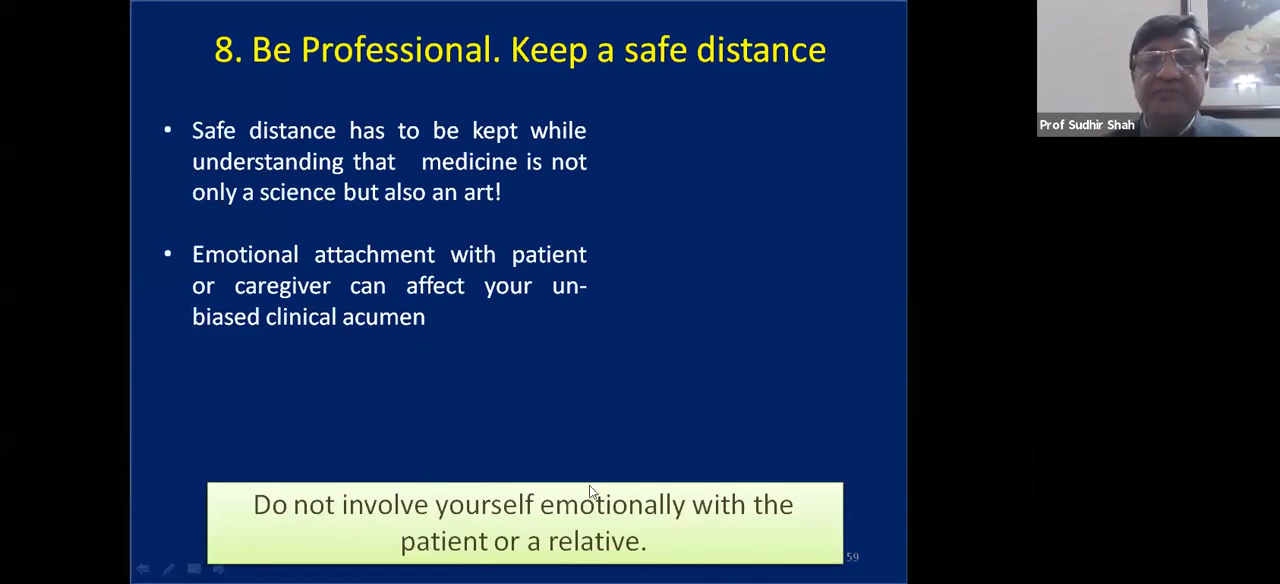 8. Be Professional. Keep a safe distance
• Safe distance has to be kept while
understanding that medicine is not
only a science but also an art!
• Emotional attachment with patient
or caregiver can affect your un-
biased clinical acumen
Do not involve yourself emotionally with the
patient or a relative.
59
Prof Sudhir Shah